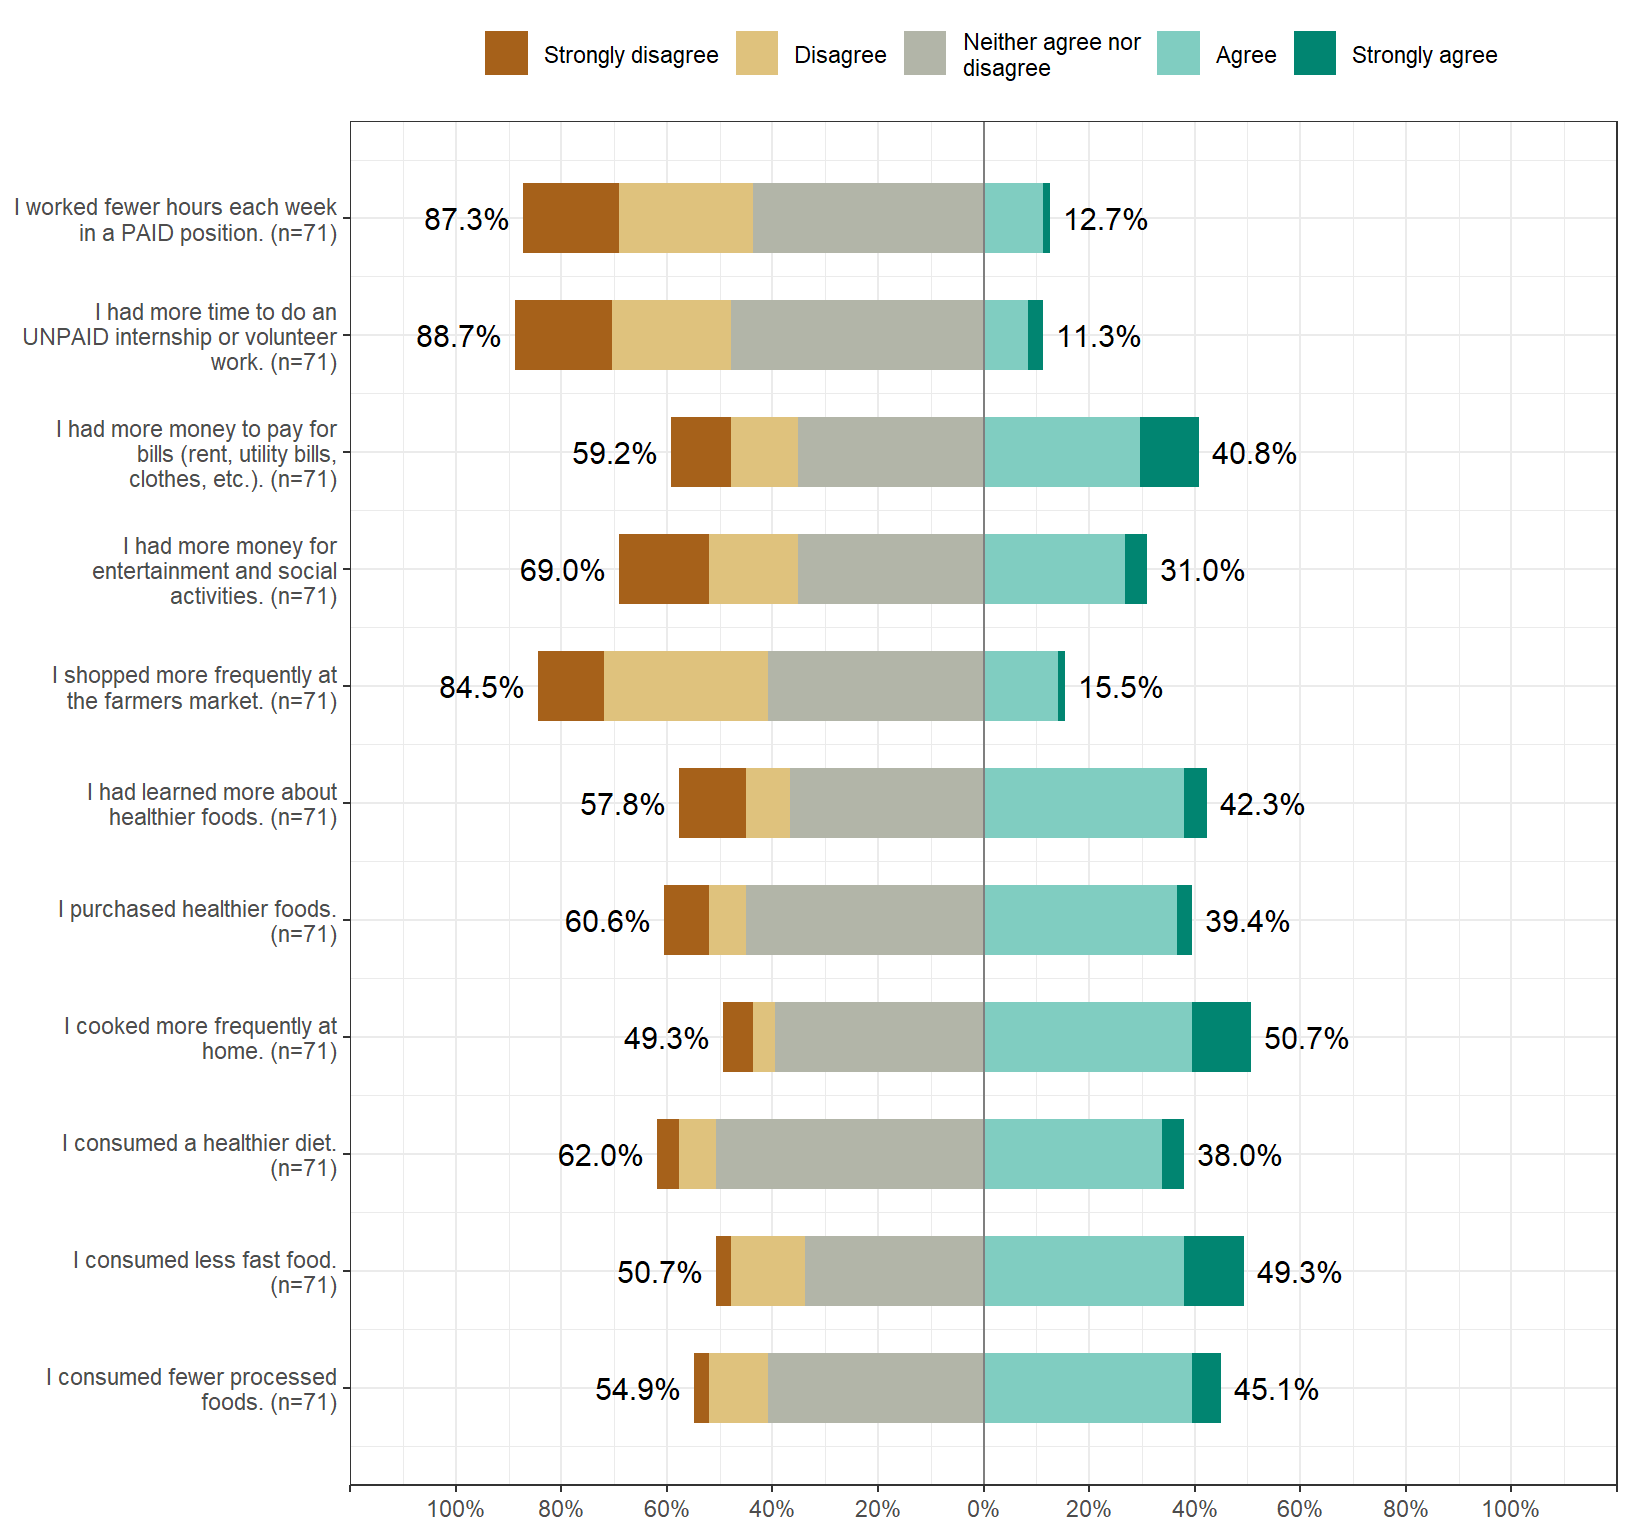 Strongly disagree
Disagree
Neither agree nor
disagree
Agree
Strongly agree
I worked fewer hours each week
in a PAID position. (n=71)
87.3%
12.7%
I had more time to do an
UNPAID internship or volunteer
work. (n=71)
88.7%
11.3%
I had more money to pay for
bills (rent, utility bills,
clothes, etc.). (n=71)
59.2%
40.8%
I had more money for
entertainment and social
activities. (n=71)
69.0%
31.0%
I shopped more frequently at
the farmers market. (n=71)
84.5%
15.5%
I had learned more about
healthier foods. (n=71)
57.8%
42.3%
I purchased healthier foods.
(n=71)
60.6%
39.4%
I cooked more frequently at
home. (n=71)
49.3%
50.7%
I consumed a healthier diet.
(n=71)
62.0%
38.0%
I consumed less fast food.
(n=71)
50.7%
49.3%
I consumed fewer processed
foods. (n=71)
54.9%
45.1%
100% 80% 60% 40% 20% 0% 20% 40% 60% 80% 100%